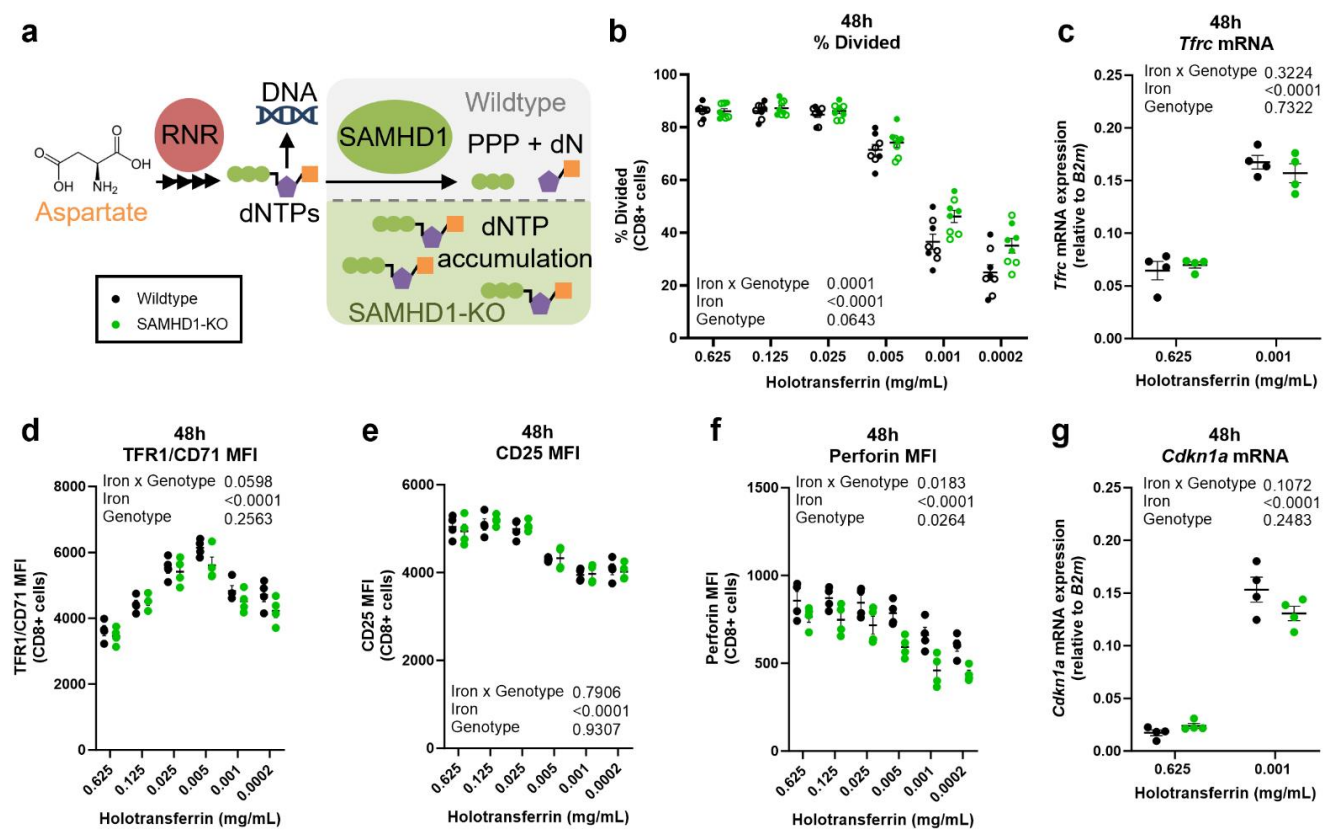 a
RNR
DNA
SAMHD1
Wildtype
PPP + dN
O
O
OH
OH
NH2
Aspartate
dNTPs
dNTP
accumulation
SAMHD1-KO
Wildtype
SAMHD1-KO
b
48h
% Divided
% Divided
(CD8+ cells)
100
80
60
40
20
0
Iron x Genotype 0.0001
Iron <0.0001
Genotype 0.0643
0.625 0.125 0.025 0.005 0.001 0.0002
Holotransferrin (mg/mL)
c
48h
Tfrc mRNA
Iron x Genotype 0.3224
Iron <0.0001
Genotype 0.7322
Tfrc mRNA expression
(relative to B2m)
0.25
0.20
0.15
0.10
0.05
0.00
0.625 0.001
Holotransferrin (mg/mL)
d
48h
TFR1/CD71 MFI
Iron x Genotype 0.0598
Iron <0.0001
Genotype 0.2563
TFR1/CD71 MFI
(CD8+ cells)
8000
6000
4000
2000
0
0.625 0.125 0.025 0.005 0.001 0.0002
Holotransferrin (mg/mL)
e
48h
CD25 MFI
CD25 MFI
(CD8+ cells)
6000
4000
2000
0
Iron x Genotype 0.7906
Iron <0.0001
Genotype 0.9307
0.625 0.125 0.025 0.005 0.001 0.0002
Holotransferrin (mg/mL)
f
48h
Perforin MFI
Iron x Genotype 0.0183
Iron <0.0001
Genotype 0.0264
Perforin MFI
(CD8+ cells)
1500
1000
500
0
0.625 0.125 0.025 0.005 0.001 0.0002
Holotransferrin (mg/mL)
g
48h
Cdkn1a mRNA
Iron x Genotype 0.1072
Iron <0.0001
Genotype 0.2483
Cdkn1a mRNA expression
(relative to B2m)
0.25
0.20
0.15
0.10
0.05
0.00
0.625 0.001
Holotransferrin (mg/mL)